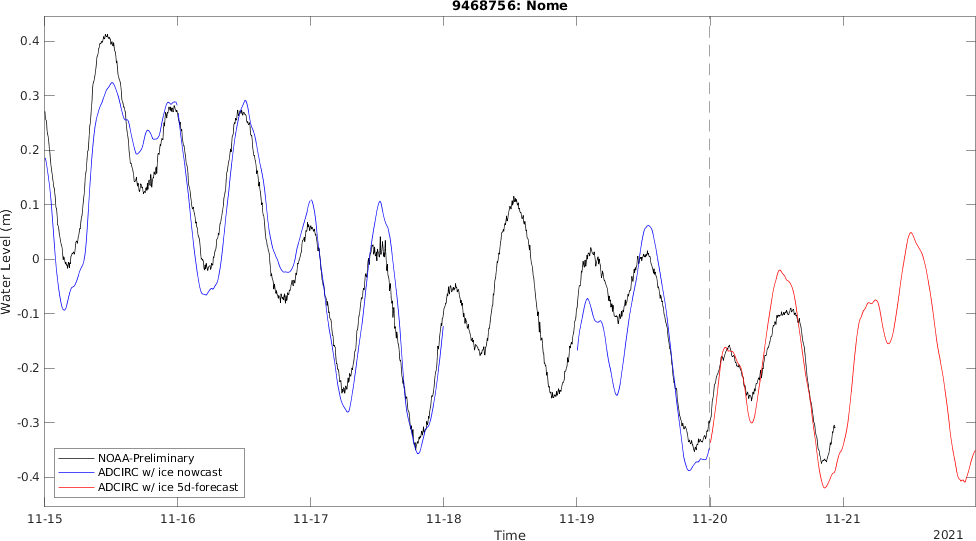 9468756: Nome
Water Level (m)
0.4
0.3
0.2
0.1
0
-0.1
-0.2
-0.3
-0.4
NOAA-Preliminary
ADCIRC w/ ice nowcast
ADCIRC w/ ice 5d-forecast
11-15 11-16 11-17 11-18 11-19 11-20 11-21
Time
2021